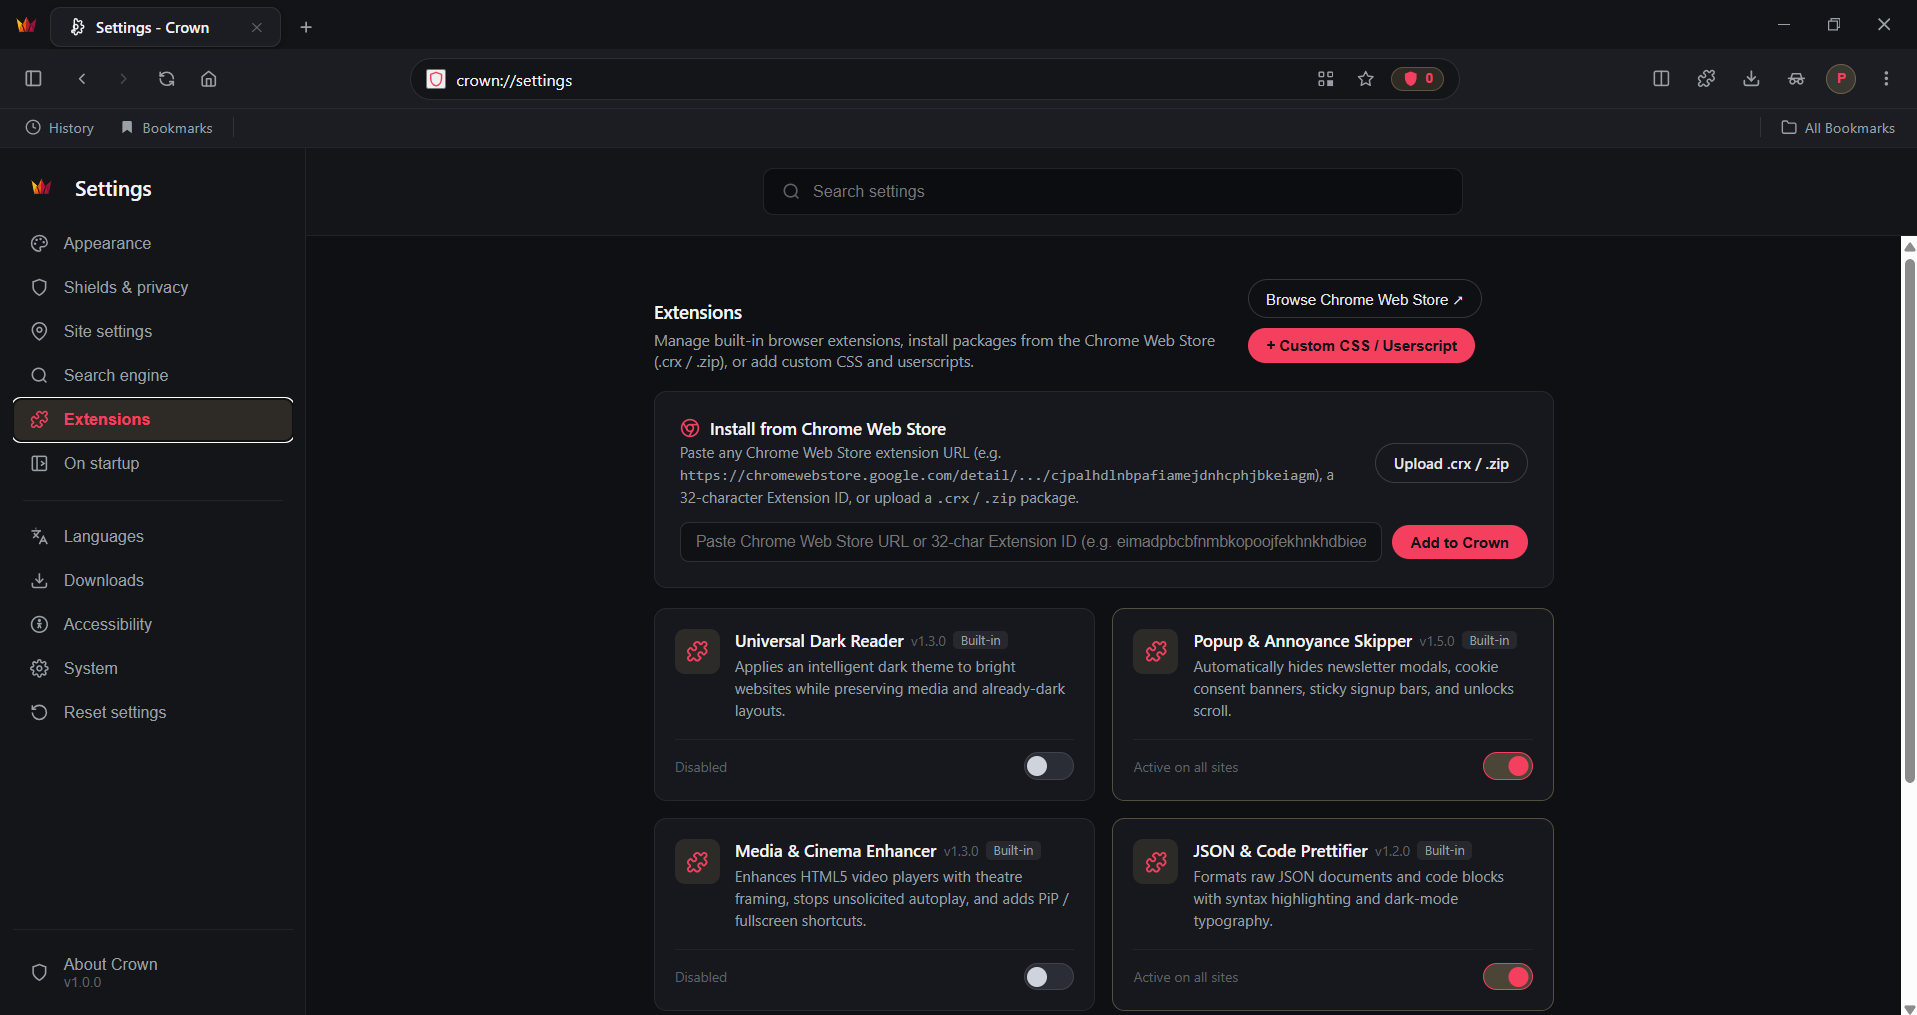 Settings - Crown
crown://settings
0
P
History
Bookmarks
All Bookmarks
Settings
Search settings
Appearance
Shields & privacy
Site settings
Search engine
Extensions
On startup
Languages
Downloads
Accessibility
System
Reset settings
About Crown
v1.0.0
Extensions
Manage built-in browser extensions, install packages from the Chrome Web Store
(.crx / .zip), or add custom CSS and userscripts.
Browse Chrome Web Store ↗
+ Custom CSS / Userscript
Install from Chrome Web Store
Paste any Chrome Web Store extension URL (e.g.
https://chromewebstore.google.com/detail/.../cjpalhdlnbpafiamejdnhcphjbkeiagm), a
32-character Extension ID, or upload a .crx / .zip package.
Upload .crx / .zip
Paste Chrome Web Store URL or 32-char Extension ID (e.g. eimadpbcbfnmbkopoojfekhnkhdbiee
Add to Crown
Universal Dark Reader v1.3.0 Built-in
Applies an intelligent dark theme to bright
websites while preserving media and already-dark
layouts.
Disabled
Popup & Annoyance Skipper v1.5.0 Built-in
Automatically hides newsletter modals, cookie
consent banners, sticky signup bars, and unlocks
scroll.
Active on all sites
Media & Cinema Enhancer v1.3.0 Built-in
Enhances HTML5 video players with theatre
framing, stops unsolicited autoplay, and adds PiP /
fullscreen shortcuts.
Disabled
JSON & Code Prettifier v1.2.0 Built-in
Formats raw JSON documents and code blocks
with syntax highlighting and dark-mode
typography.
Active on all sites